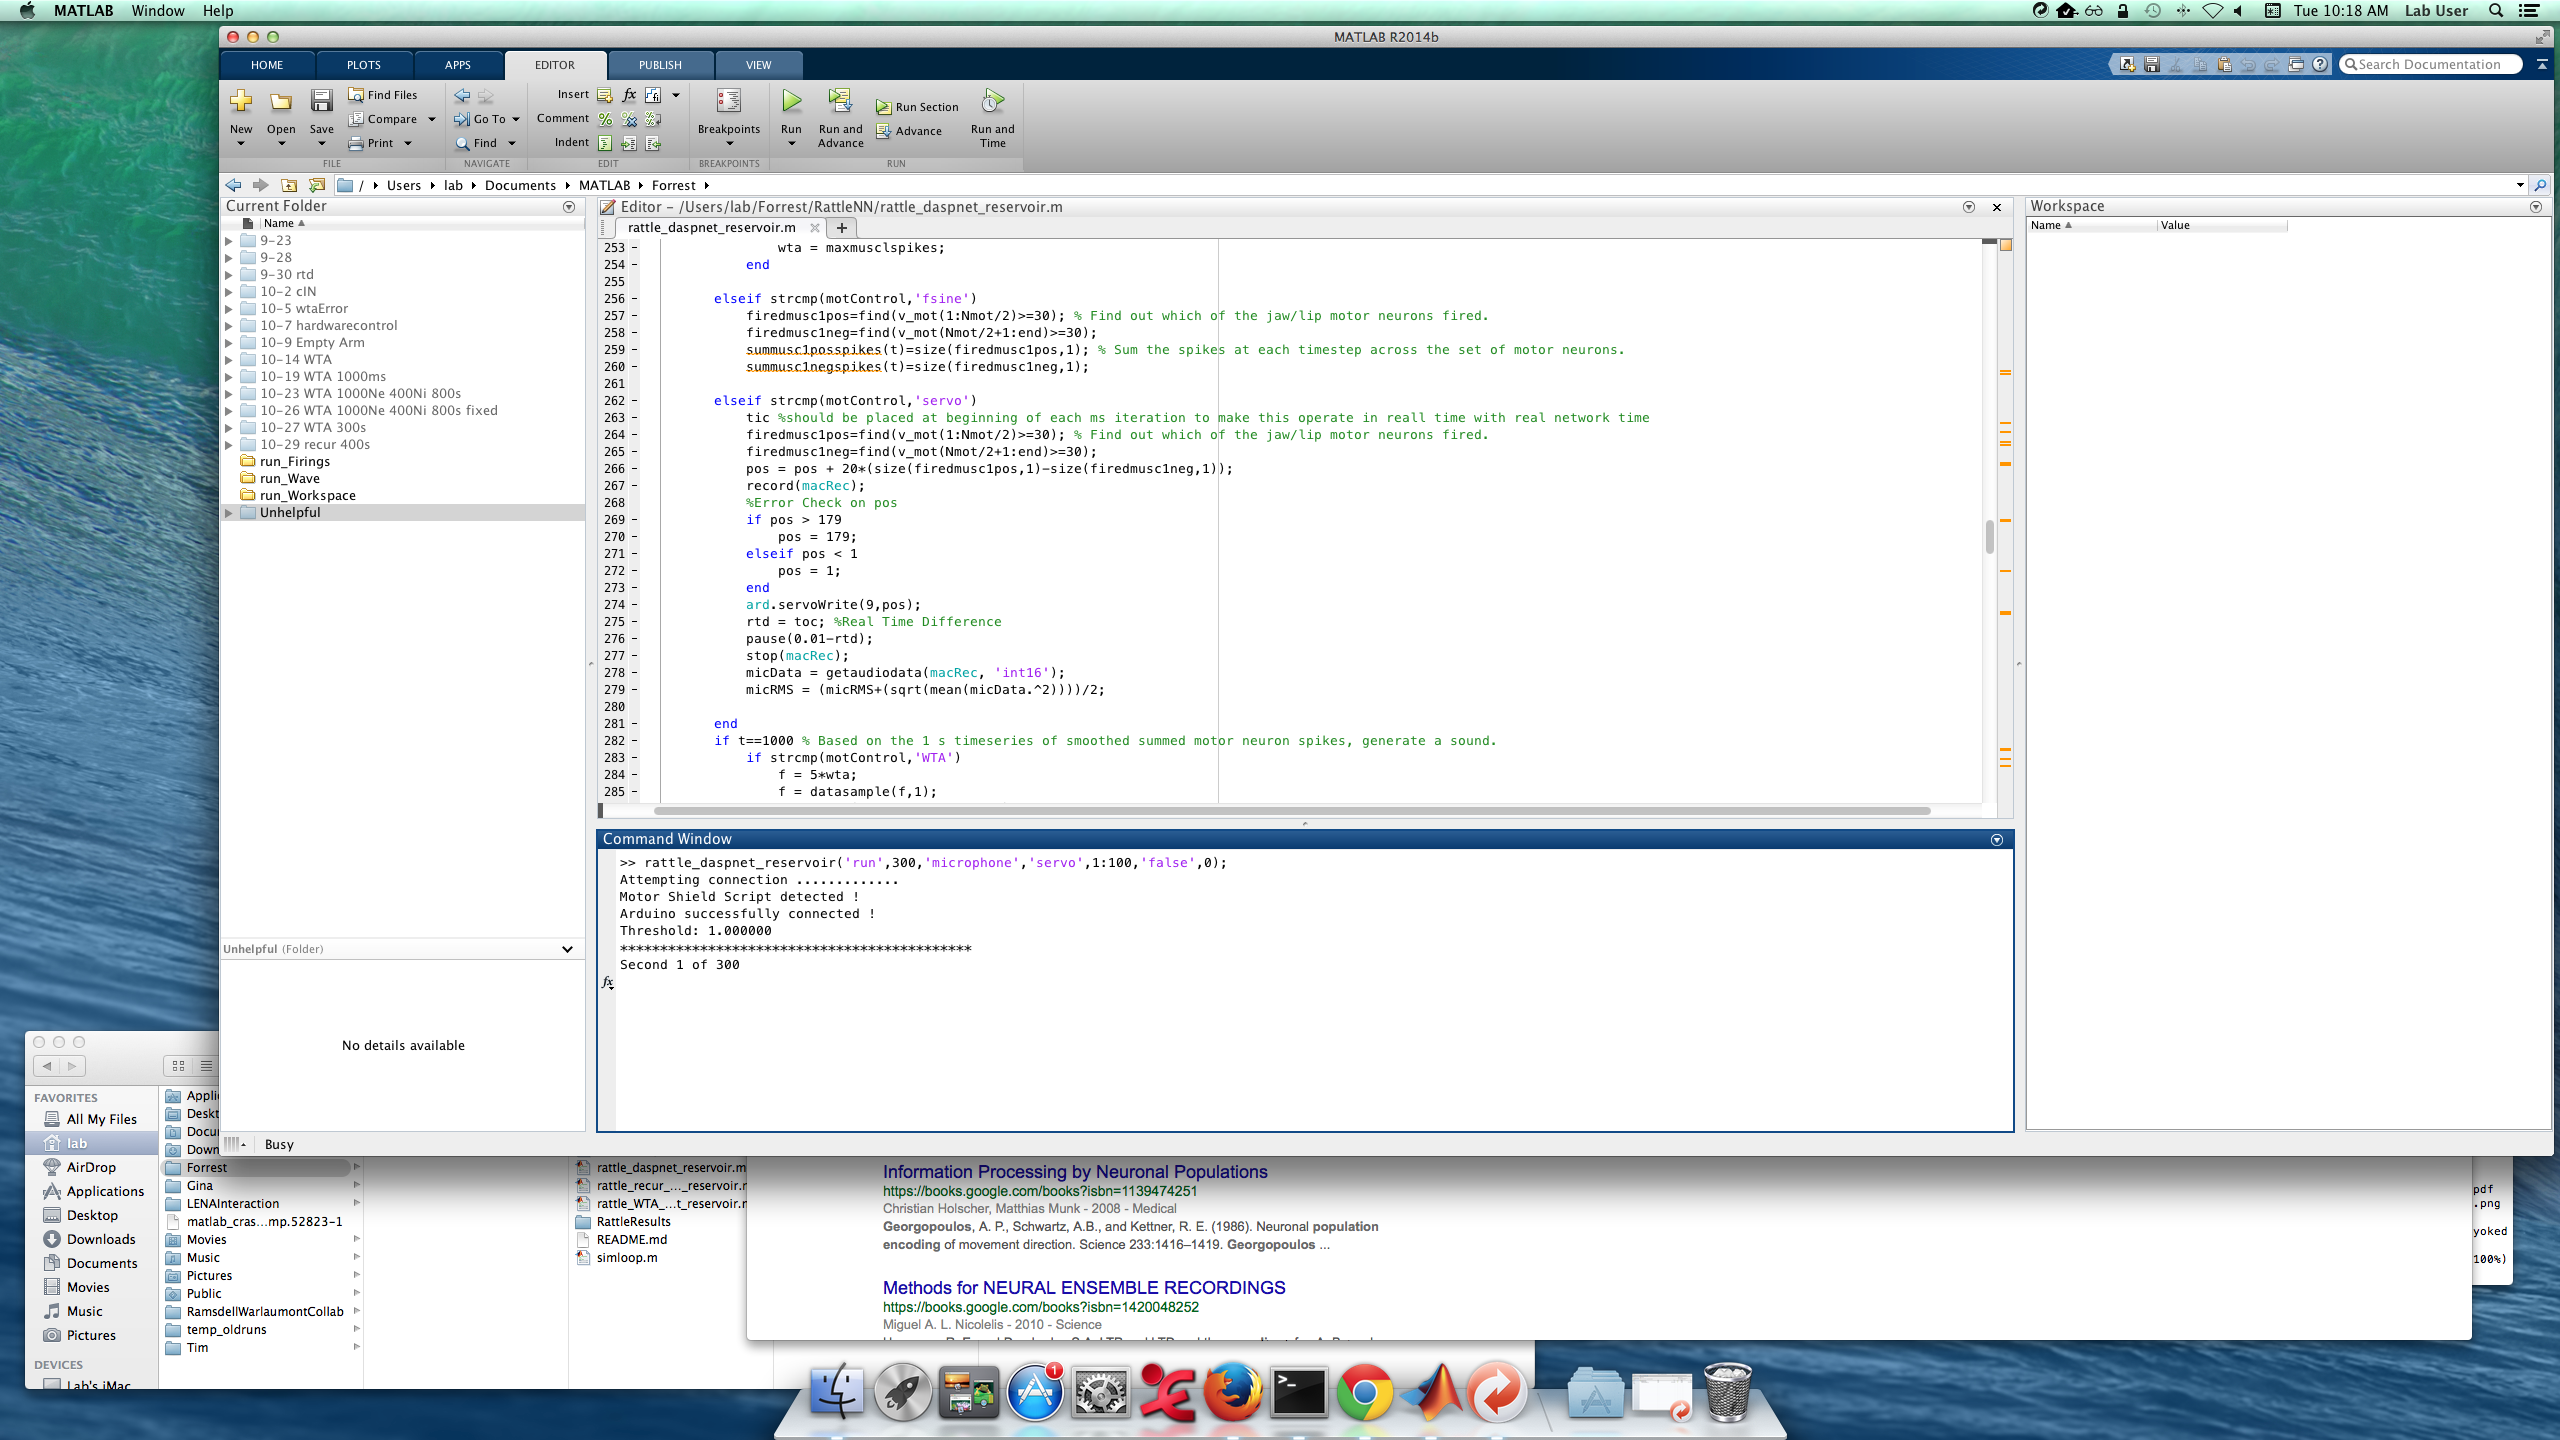 MATLAB Window Help
Tue 10:18 AM Lab User
MATLAB R2014b
HOME PLOTS APPS EDITOR PUBLISH VIEW
Search Documentation
New Open Save Find Files Compare Print
FILE
Go To Find
NAVIGATE
Insert fx
Comment
Indent
EDIT
Breakpoints
BREAKPOINTS
Run Run and Advance Run Section Advance Run and Time
RUN
/ Users lab Documents MATLAB Forrest
Current Folder
Name
9-23
9-28
9-30 rtd
10-2 cIN
10-5 wtaError
10-7 hardwarecontrol
10-9 Empty Arm
10-14 WTA
10-19 WTA 1000ms
10-23 WTA 1000Ne 400Ni 800s
10-26 WTA 1000Ne 400Ni 800s fixed
10-27 WTA 300s
10-29 recur 400s
run_Firings
run_Wave
run_Workspace
Unhelpful
Unhelpful (Folder)
No details available
Busy
Editor - /Users/lab/Forrest/RattleNN/rattle_daspnet_reservoir.m
rattle_daspnet_reservoir.m
253 - wta = maxmusclspikes;
254 - end
255
256 - elseif strcmp(motControl,'fsine')
257 - firedmusc1pos=find(v_mot(1:Nmot/2)>=30); % Find out which of the jaw/lip motor neurons fired.
258 - firedmusc1neg=find(v_mot(Nmot/2+1:end)>=30);
259 - summusc1posspikes(t)=size(firedmusc1pos,1); % Sum the spikes at each timestep across the set of motor neurons.
260 - summusc1negspikes(t)=size(firedmusc1neg,1);
261
262 - elseif strcmp(motControl,'servo')
263 - tic %should be placed at beginning of each ms iteration to make this operate in reall time with real network time
264 - firedmusc1pos=find(v_mot(1:Nmot/2)>=30); % Find out which of the jaw/lip motor neurons fired.
265 - firedmusc1neg=find(v_mot(Nmot/2+1:end)>=30);
266 - pos = pos + 20*(size(firedmusc1pos,1)-size(firedmusc1neg,1));
267 - record(macRec);
268 %Error Check on pos
269 - if pos > 179
270 - pos = 179;
271 - elseif pos < 1
272 - pos = 1;
273 - end
274 - ard.servoWrite(9,pos);
275 - rtd = toc; %Real Time Difference
276 - pause(0.01-rtd);
277 - stop(macRec);
278 - micData = getaudiodata(macRec, 'int16');
279 - micRMS = (micRMS+(sqrt(mean(micData.^2))))/2;
280
281 - end
282 - if t==1000 % Based on the 1 s timeseries of smoothed summed motor neuron spikes, generate a sound.
283 - if strcmp(motControl,'WTA')
284 - f = 5*wta;
285 - f = datasample(f,1);
Command Window
>> rattle_daspnet_reservoir('run',300,'microphone','servo',1:100,'false',0);
Attempting connection .............
Motor Shield Script detected !
Arduino successfully connected !
Threshold: 1.000000
********************************************
Second 1 of 300
fx
Workspace
Name Value
FAVORITES
All My Files
lab
AirDrop
Applications
Desktop
Downloads
Documents
Movies
Music
Pictures
DEVICES
Lab's iMac
Appli
Deskt
Docu
Down
Forrest
Gina
LENAInteraction
matlab_cras...mp.52823-1
Movies
Music
Pictures
Public
RamsdellWarlaumontCollab
temp_oldruns
Tim
rattle_daspnet_reservoir.m
rattle_recur_..._reservoir.
rattle_WTA_...t_reservoir.
RattleResults
README.md
simloop.m
Information Processing by Neuronal Populations
https://books.google.com/books?isbn=1139474251
Christian Holscher, Matthias Munk - 2008 - Medical
Georgopoulos, A. P., Schwartz, A.B., and Kettner, R. E. (1986). Neuronal population
encoding of movement direction. Science 233:1416–1419. Georgopoulos ...
Methods for NEURAL ENSEMBLE RECORDINGS
https://books.google.com/books?isbn=1420048252
Miguel A. L. Nicolelis - 2010 - Science
pdf
.png
yoked
100%)
1